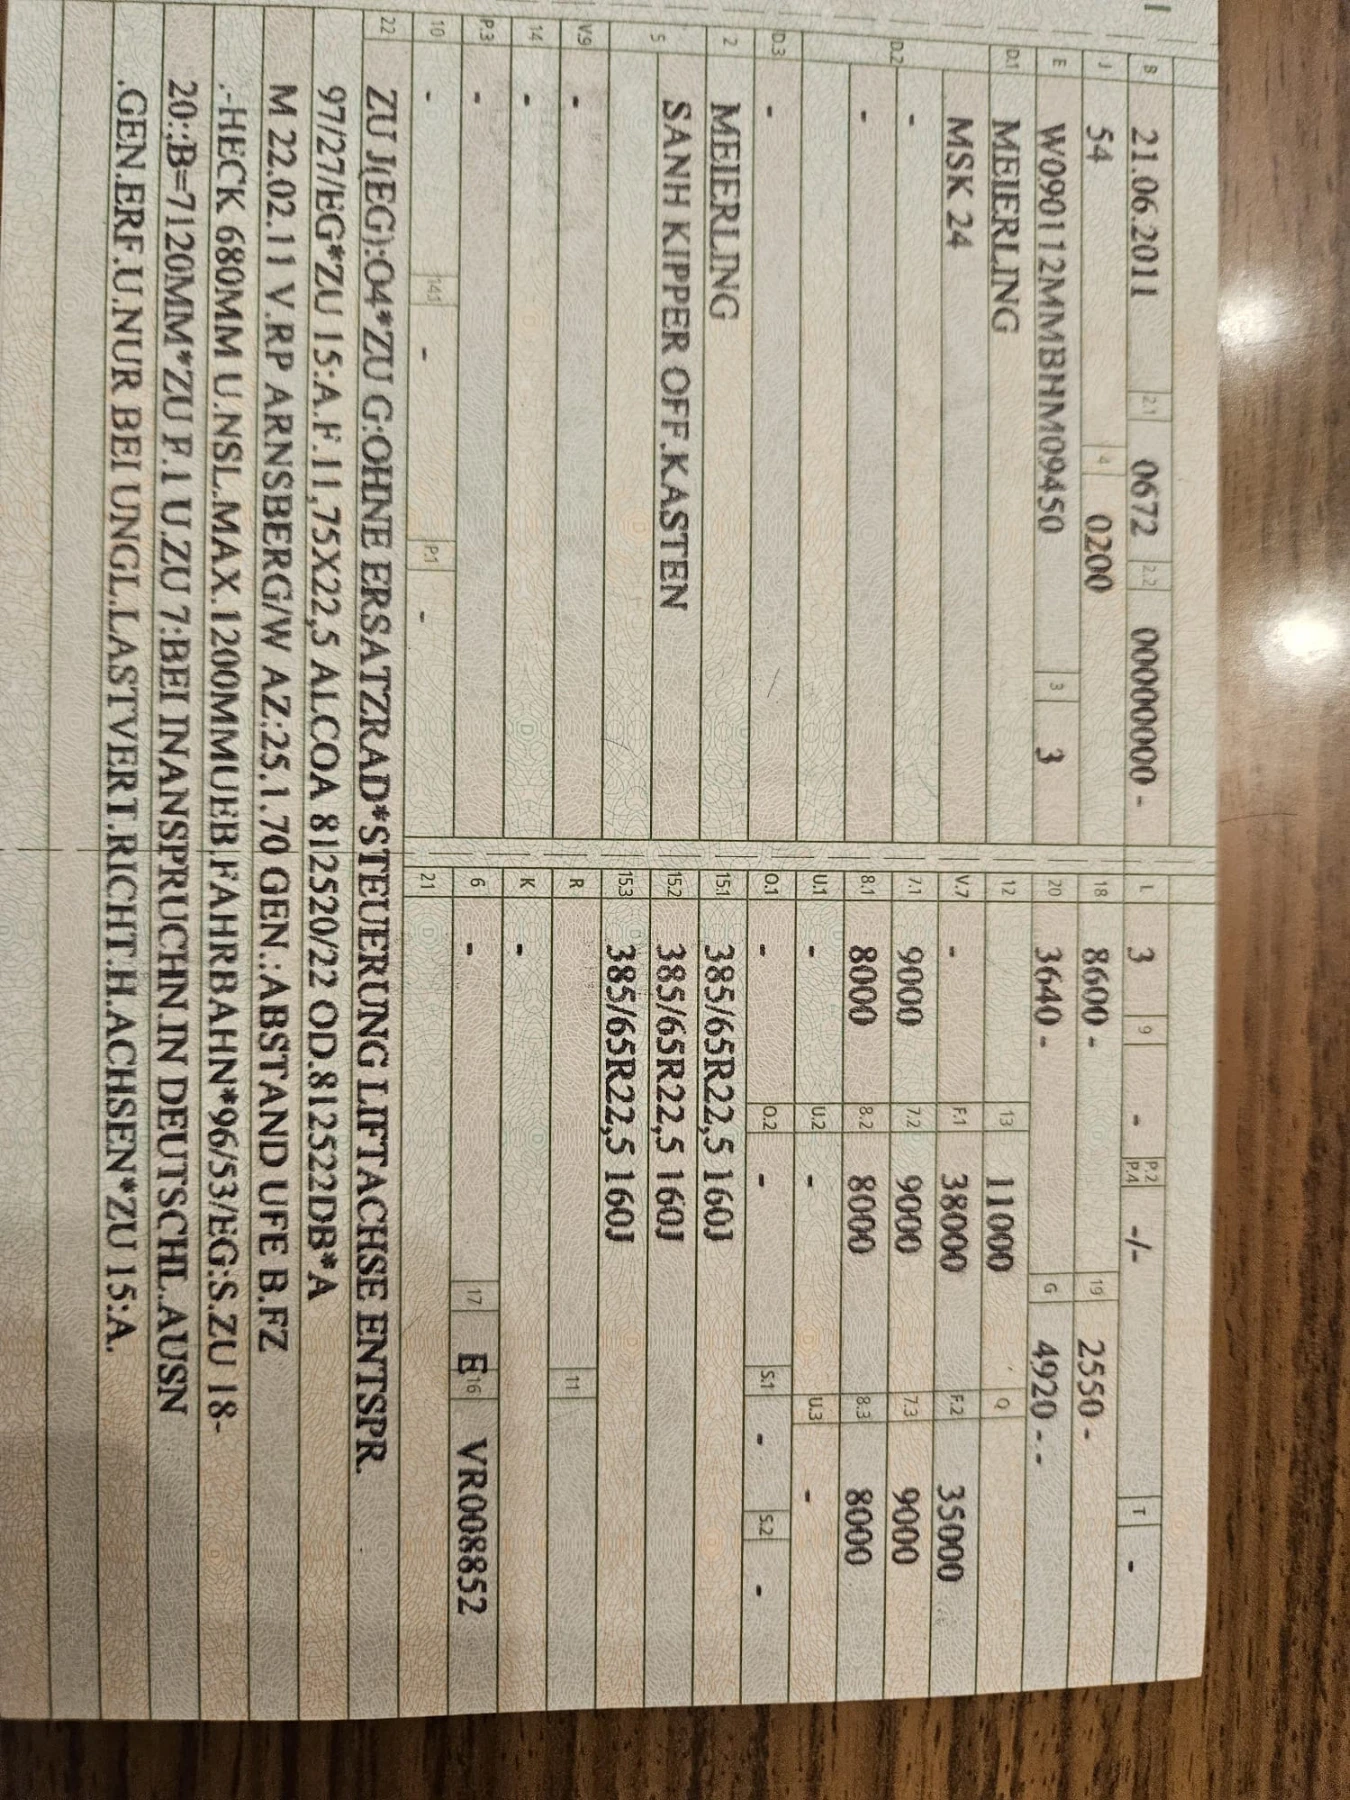 B 21.06.2011 2.1 0672 2.2 00000000 - L 3 9 - P.2 P.4 -/- T -
J 54 4 0200 18 8600 - 19 2550 -
E W090112MMBHM09450 3 3 20 3640 - G 4920 - -
D.1 MEIERLING 12 13 11000 Q
MSK 24 V.7 - F.1 38000 F.2 35000
D.2 - 7.1 9000 7.2 9000 7.3 9000
- 8.1 8000 8.2 8000 8.3 8000
U.1 - U.2 - U.3 -
D.3 - O.1 - O.2 - S.1 - S.2 -
2 MEIERLING 15.1 385/65R22,5 160J
5 SANH KIPPER OFF.KASTEN 15.2 385/65R22,5 160J
15.3 385/65R22,5 160J
V.9 - R 11
14 - K -
P.3 - 6 - 17 E 16 VR008852
10 - 14.1 - P.1 - 21
22 ZU J(EG):O4*ZU G:OHNE ERSATZRAD*STEUERUNG LIFTACHSE ENTSPR.
97/27/EG*ZU 15:A.F.11,75X22,5 ALCOA 812520/22 OD.812522DB*A
M 22.02.11 V.RP ARNSBERG/W AZ:25.1.70 GEN.:ABSTAND UFE B.FZ
.-HECK 680MM U.NSL.MAX.1200MMUEB.FAHRBAHN*96/53/EG:S.ZU 18-
20::B=7120MM*ZU F.1 U.ZU 7:BEI INANSPRUCHN.IN DEUTSCHL.AUSN
.GEN.ERF.U.NUR BEI UNGL.LASTVERT.RICHT.H.ACHSEN*ZU 15:A.